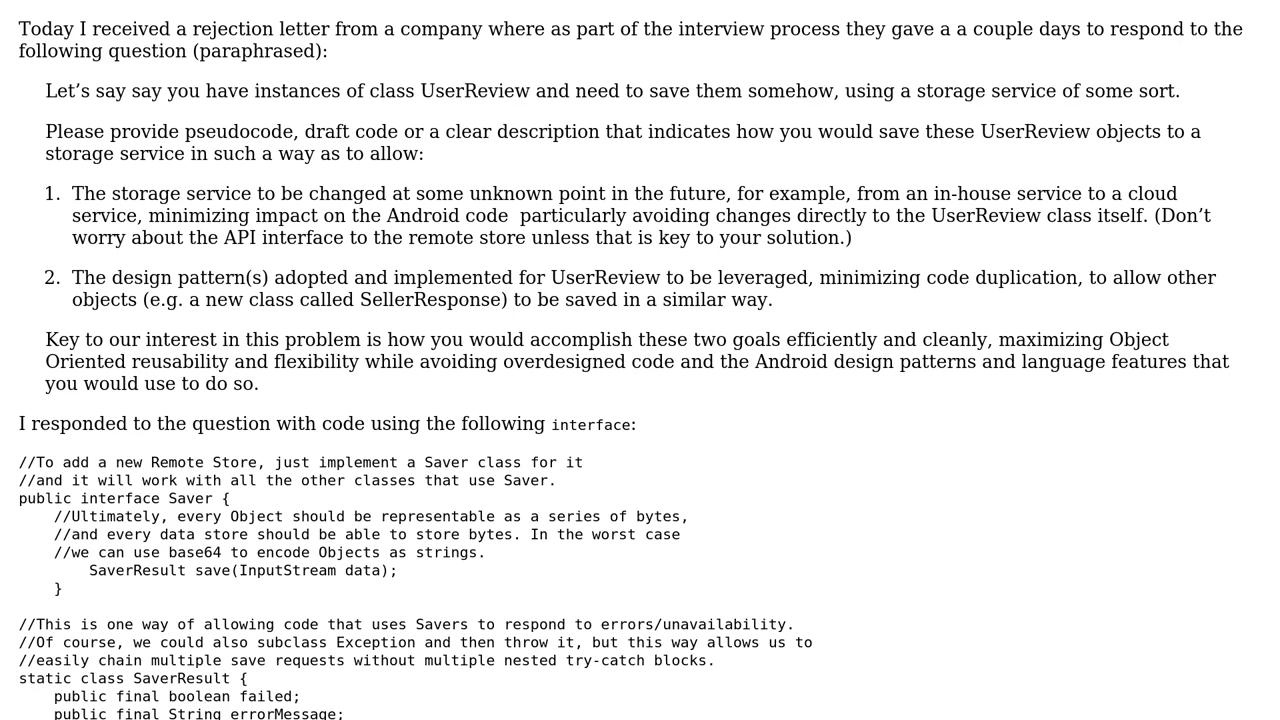 Today I received a rejection letter from a company where as part of the interview process they gave a a couple days to respond to the
following question (paraphrased):
Let’s say say you have instances of class UserReview and need to save them somehow, using a storage service of some sort.
Please provide pseudocode, draft code or a clear description that indicates how you would save these UserReview objects to a
storage service in such a way as to allow:
1. The storage service to be changed at some unknown point in the future, for example, from an in-house service to a cloud
service, minimizing impact on the Android code  particularly avoiding changes directly to the UserReview class itself. (Don’t
worry about the API interface to the remote store unless that is key to your solution.)
2. The design pattern(s) adopted and implemented for UserReview to be leveraged, minimizing code duplication, to allow other
objects (e.g. a new class called SellerResponse) to be saved in a similar way.
Key to our interest in this problem is how you would accomplish these two goals efficiently and cleanly, maximizing Object
Oriented reusability and flexibility while avoiding overdesigned code and the Android design patterns and language features that
you would use to do so.
I responded to the question with code using the following interface:
//To add a new Remote Store, just implement a Saver class for it
//and it will work with all the other classes that use Saver.
public interface Saver {
    //Ultimately, every Object should be representable as a series of bytes,
    //and every data store should be able to store bytes. In the worst case
    //we can use base64 to encode Objects as strings.
        SaverResult save(InputStream data);
    }
//This is one way of allowing code that uses Savers to respond to errors/unavailability.
//Of course, we could also subclass Exception and then throw it, but this way allows us to
//easily chain multiple save requests without multiple nested try-catch blocks.
static class SaverResult {
    public final boolean failed;
    public final String errorMessage;